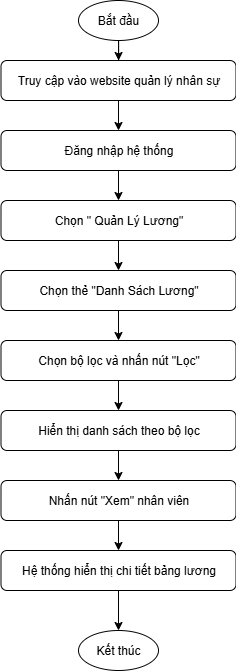 Bắt đầu
Truy cập vào website quản lý nhân sự
Đăng nhập hệ thống
Chọn " Quản Lý Lương"
Chọn thẻ "Danh Sách Lương"
Chọn bộ lọc và nhấn nút "Lọc"
Hiển thị danh sách theo bộ lọc
Nhấn nút "Xem" nhân viên
Hệ thống hiển thị chi tiết bảng lương
Kết thúc